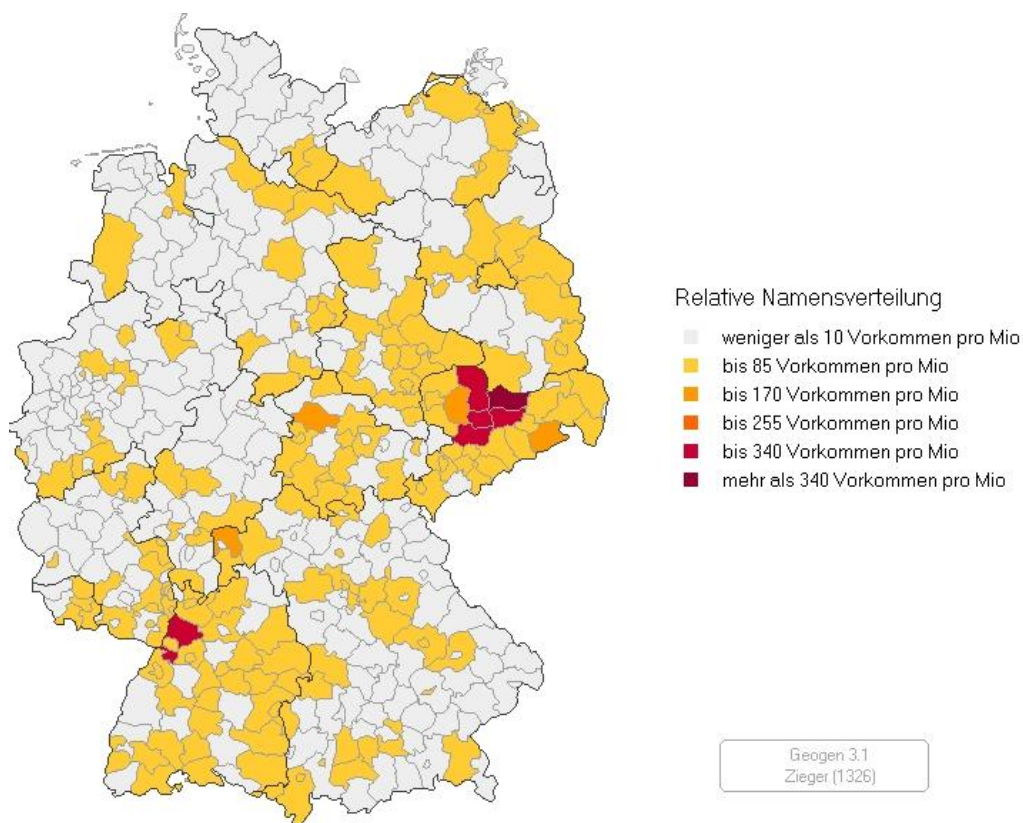 Relative Namensverteilung
weniger als 10 Vorkommen pro Mio
bis 85 Vorkommen pro Mio
bis 170 Vorkommen pro Mio
bis 255 Vorkommen pro Mio
bis 340 Vorkommen pro Mio
mehr als 340 Vorkommen pro Mio
Geogen 3.1
Zieger (1326)